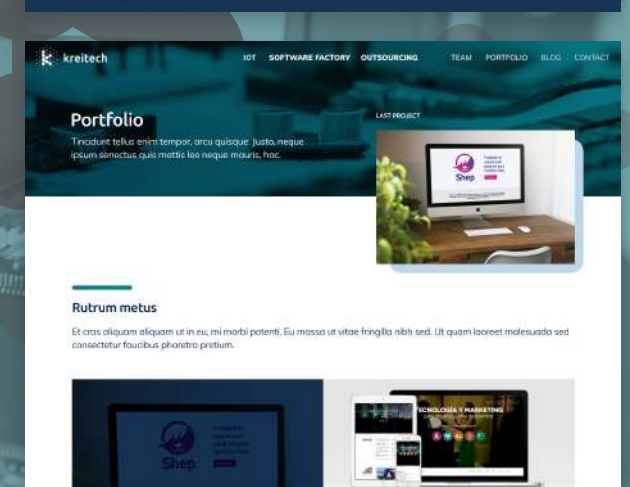 kreitech
IOT SOFTWARE FACTORY OUTSOURCING TEAM PORTFOLIO BLOG CONTACT
Portfolio
Tincidunt tellus enim tempor, arcu quisque. Justo, neque
ipsum senectus quis mattis leo neque mauris, hac.
LAST PROJECT
Shep
Rutrum metus
Et cras aliquam aliquam ut in eu, mi morbi potenti. Eu massa ut vitae fringilla nibh sed. Ut quam laoreet malesuada sed
consectetur faucibus pharetra pretium.
Shep
TECNOLOGÍA Y MARKETING